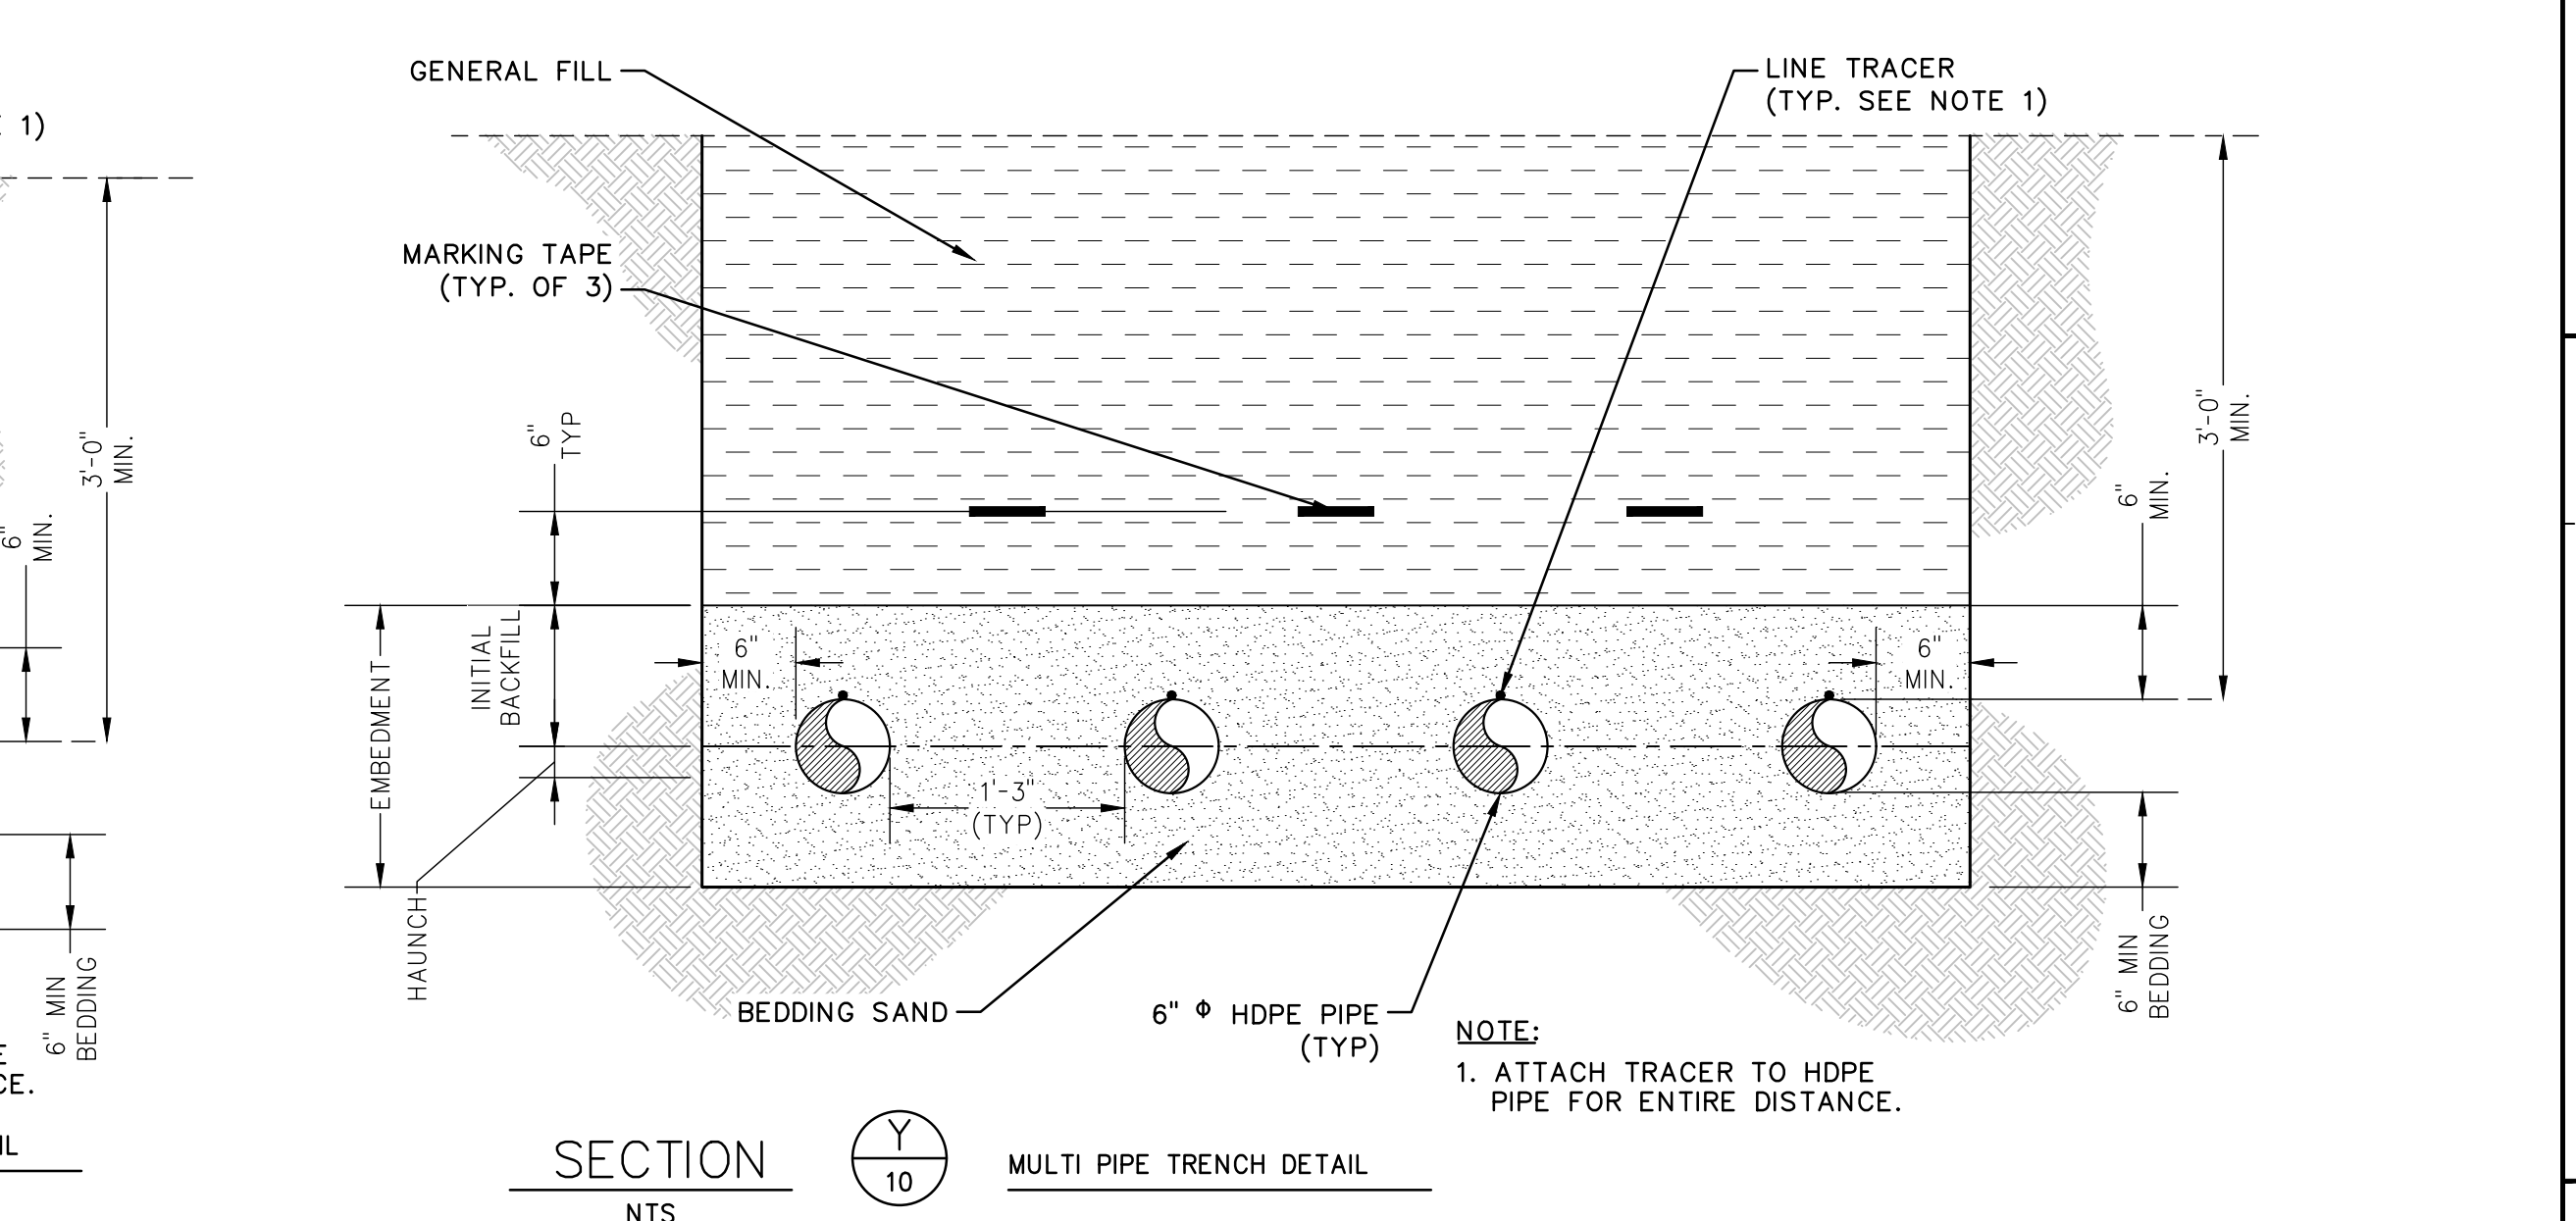 GENERAL FILL
LINE TRACER
(TYP. SEE NOTE 1)
1)
MARKING TAPE
(TYP. OF 3)
3'-0"
MIN.
6"
MIN.
6"
TYP
3'-0"
MIN.
6"
MIN.
INITIAL
BACKFILL
EMBEDMENT
6"
MIN.
6"
MIN.
1'-3"
(TYP)
HAUNCH
6" MIN
BEDDING
6" MIN
BEDDING
BEDDING SAND
6" Φ HDPE PIPE
(TYP)
NOTE:
1. ATTACH TRACER TO HDPE
PIPE FOR ENTIRE DISTANCE.
CE.
IL
SECTION
NTS
Y
10
MULTI PIPE TRENCH DETAIL